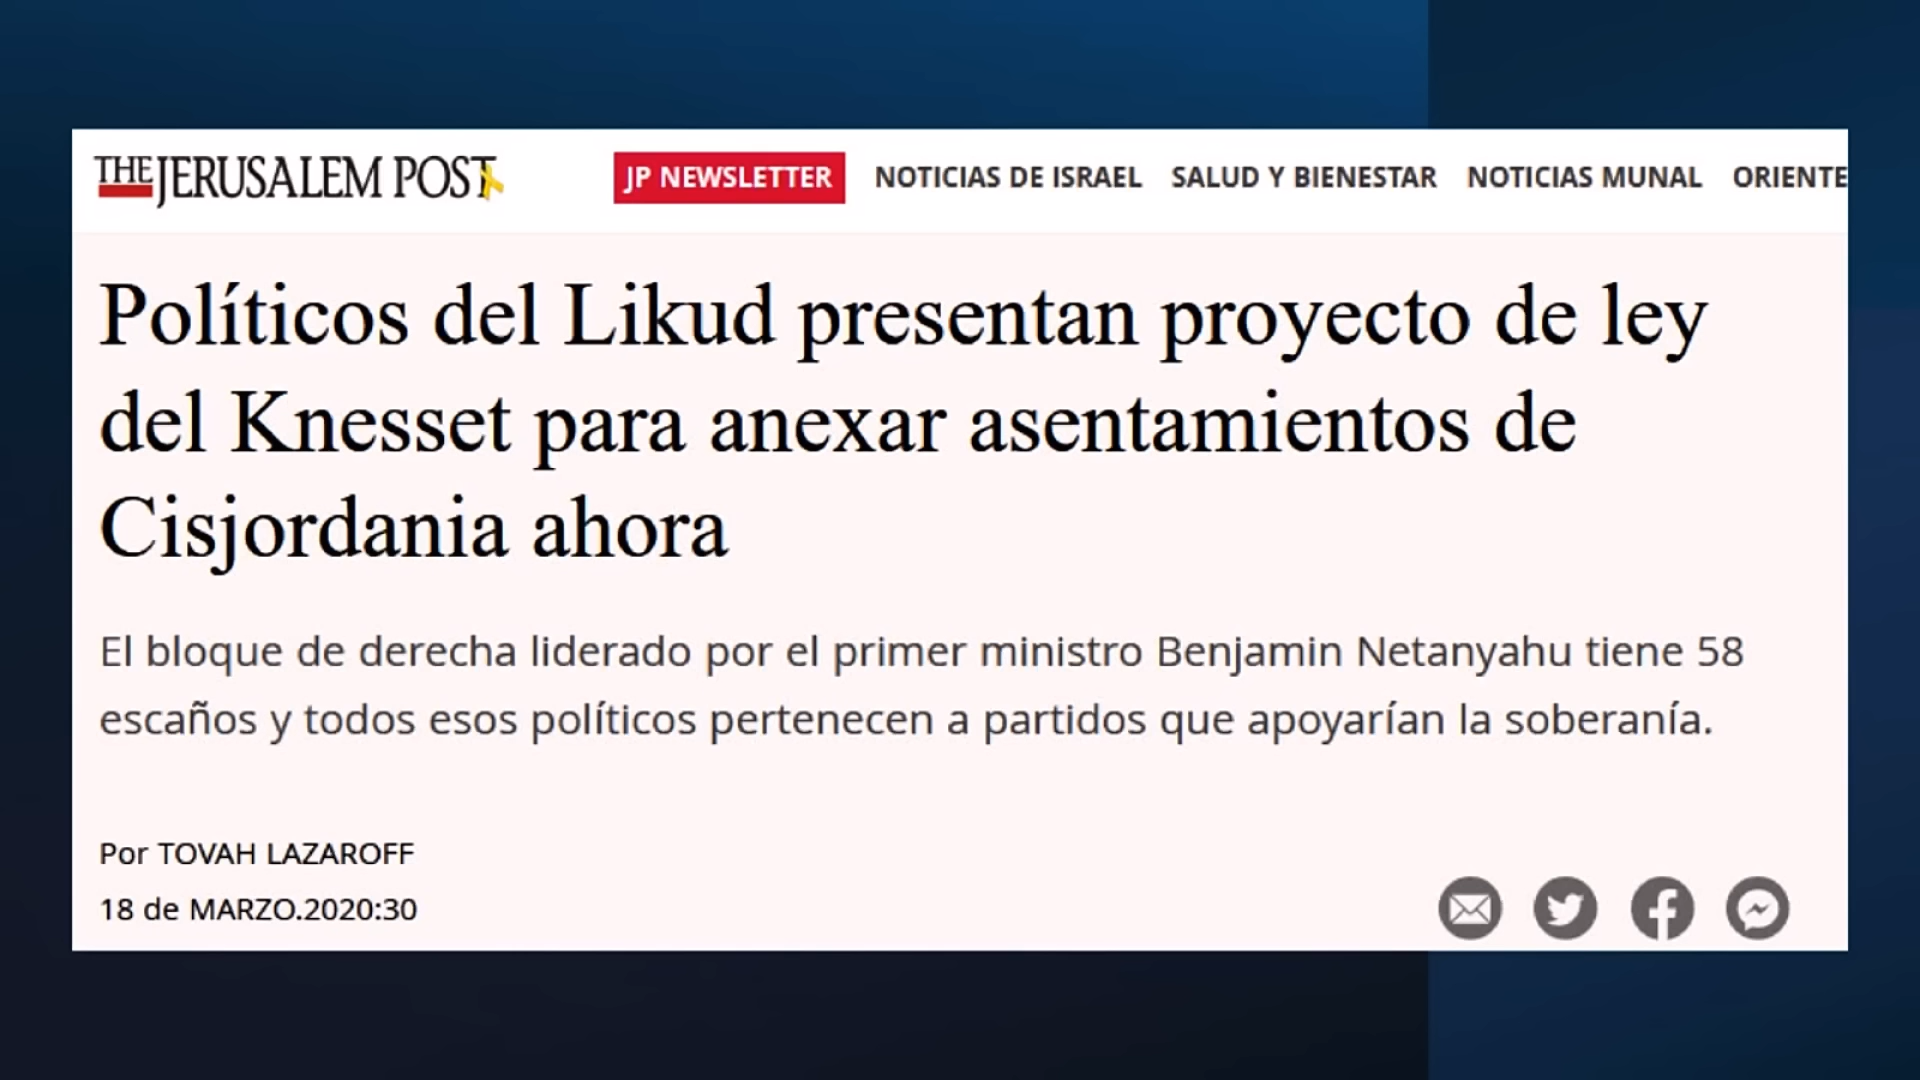 THE JERUSALEM POST
JP NEWSLETTER NOTICIAS DE ISRAEL SALUD Y BIENESTAR NOTICIAS MUNAL ORIENTE
Políticos del Likud presentan proyecto de ley
del Knesset para anexar asentamientos de
Cisjordania ahora
El bloque de derecha liderado por el primer ministro Benjamin Netanyahu tiene 58
escaños y todos esos políticos pertenecen a partidos que apoyarían la soberanía.
Por TOVAH LAZAROFF
18 de MARZO.2020:30